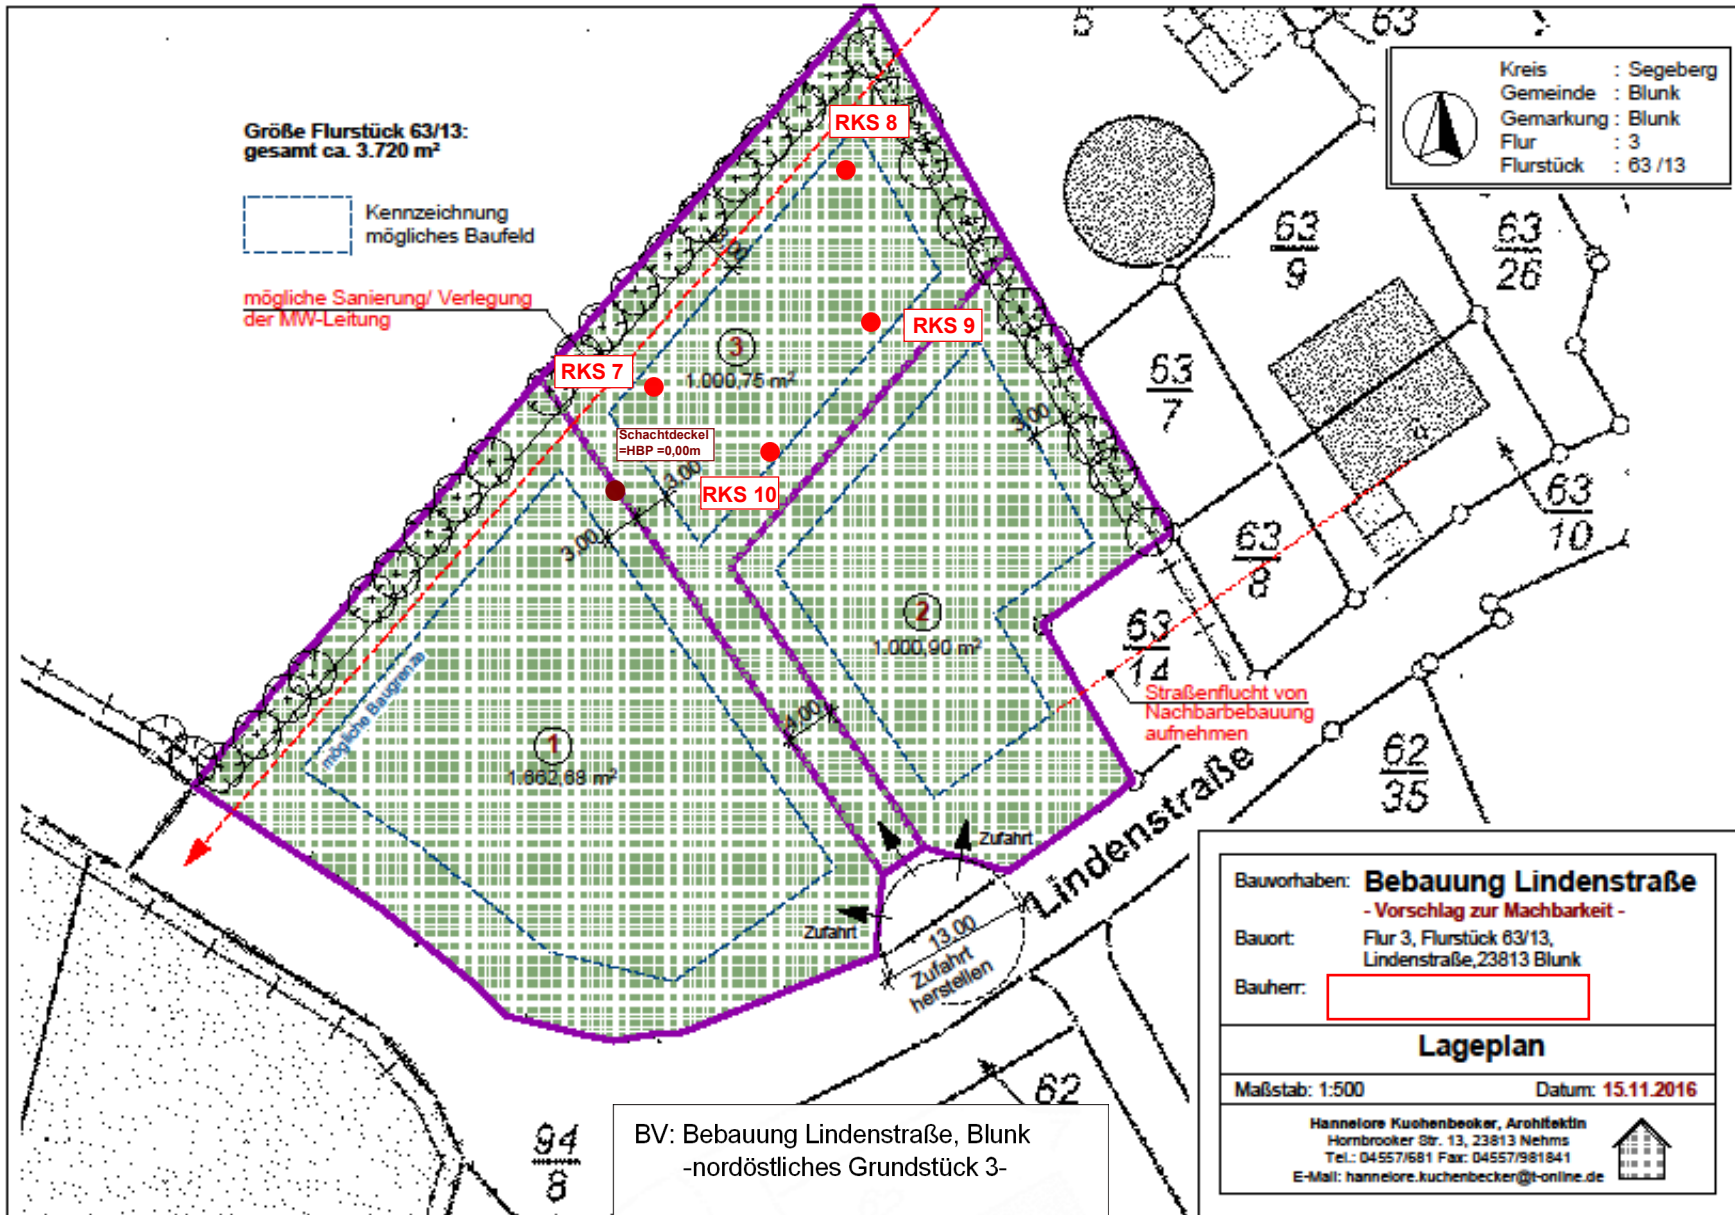 63
Kreis : Segeberg
Gemeinde : Blunk
Gemarkung : Blunk
Flur : 3
Flurstück : 63 /13
Größe Flurstück 63/13:
gesamt ca. 3.720 m²
Kennzeichnung
mögliches Baufeld
mögliche Sanierung/ Verlegung
der MW-Leitung
RKS 8
RKS 9
RKS 7
3
1.000,75 m²
Schachtdeckel
=HBP =0,00m
RKS 10
3,00
3,00
3,00
63
9
63
26
63
7
63
10
63
8
63
14
2
1.000,90 m²
mögliche Baugrenze
1
1.662,68 m²
4,00
Straßenflucht von
Nachbarbebauung
aufnehmen
62
35
Lindenstraße
Zufahrt
Zufahrt
13,00
Zufahrt
herstellen
62
94
8
BV: Bebauung Lindenstraße, Blunk
-nordöstliches Grundstück 3-
Bauvorhaben: Bebauung Lindenstraße
- Vorschlag zur Machbarkeit -
Bauort: Flur 3, Flurstück 63/13,
Lindenstraße,23813 Blunk
Bauherr:
Lageplan
Maßstab: 1:500 Datum: 15.11.2016
Hannelore Kuchenbecker, Architektin
Hornbrooker Str. 13, 23813 Nehms
Tel.: 04557/681 Fax: 04557/981841
E-Mail: hannelore.kuchenbecker@t-online.de